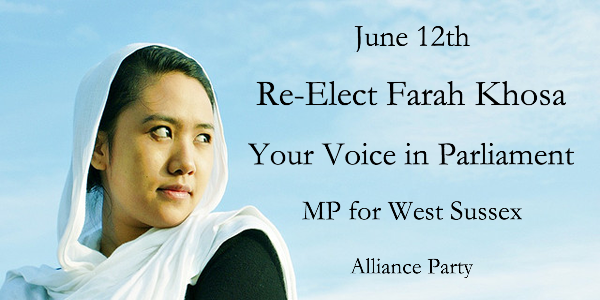 June 12th
Re-Elect Farah Khosa
Your Voice in Parliament
MP for West Sussex
Alliance Party